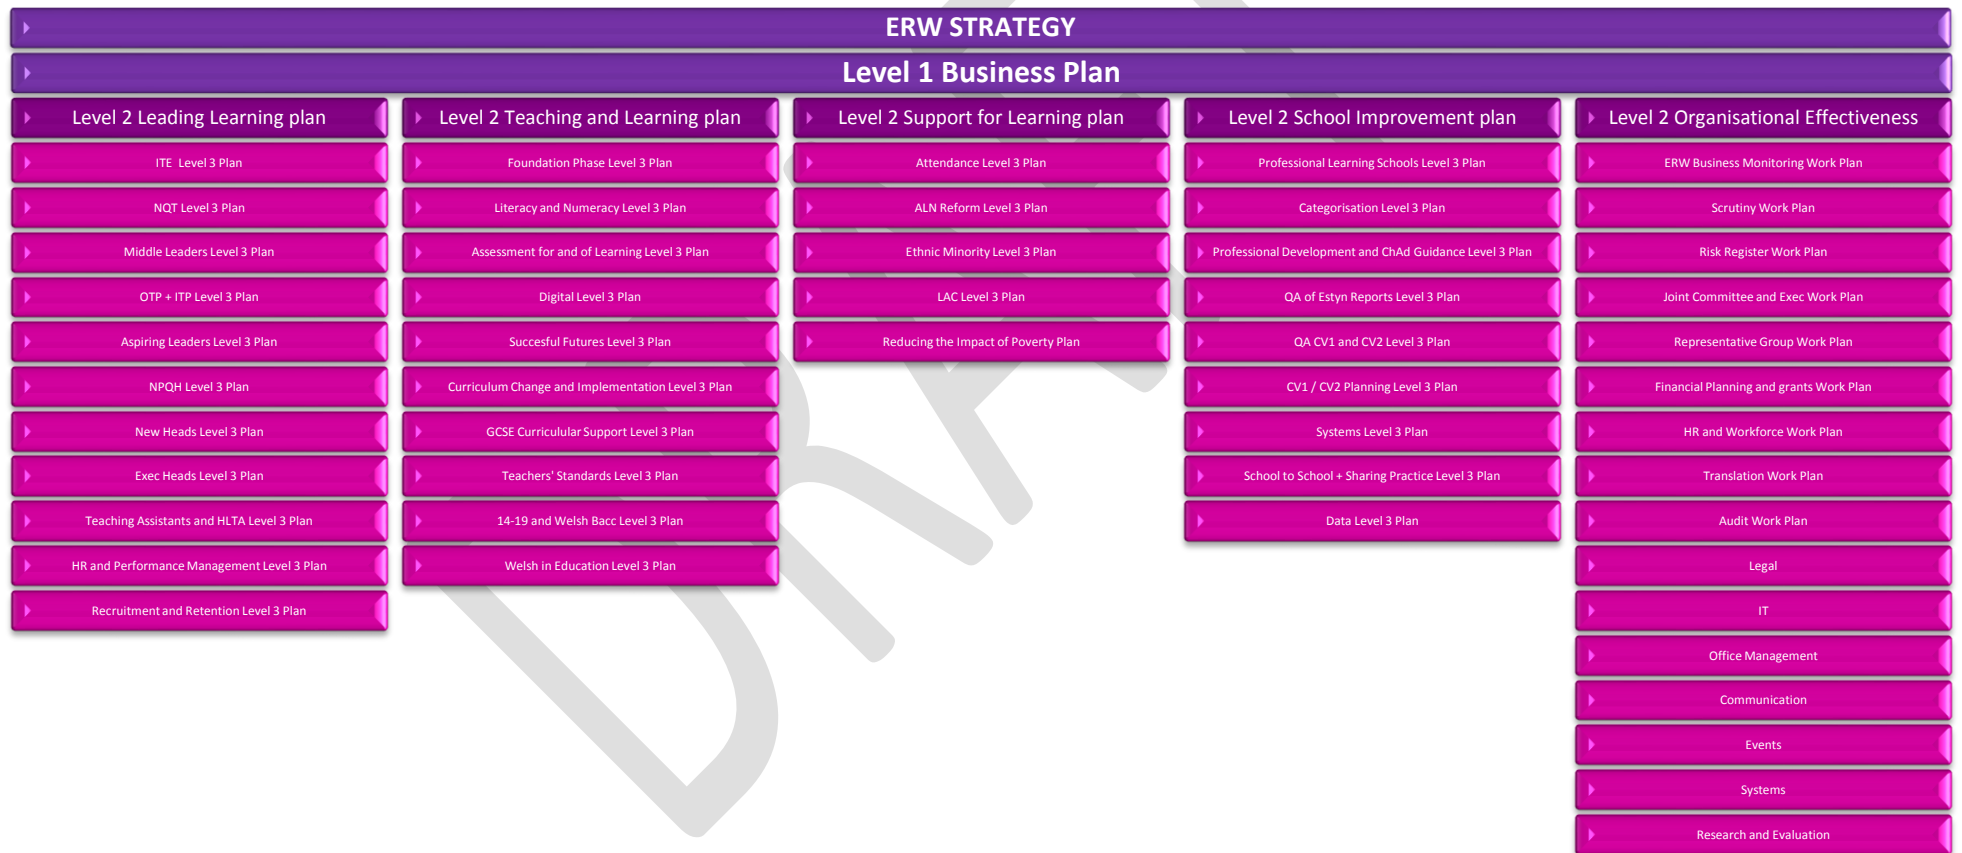 ERW STRATEGY
Level 1 Business Plan
Level 2 Leading Learning plan
ITE Level 3 Plan
NQT Level 3 Plan
Middle Leaders Level 3 Plan
OTP + ITP Level 3 Plan
Aspiring Leaders Level 3 Plan
NPQH Level 3 Plan
New Heads Level 3 Plan
Exec Heads Level 3 Plan
Teaching Assistants and HLTA Level 3 Plan
HR and Performance Management Level 3 Plan
Recruitment and Retention Level 3 Plan
Level 2 Teaching and Learning plan
Foundation Phase Level 3 Plan
Literacy and Numeracy Level 3 Plan
Assessment for and of Learning Level 3 Plan
Digital Level 3 Plan
Succesful Futures Level 3 Plan
Curriculum Change and Implementation Level 3 Plan
GCSE Curriculular Support Level 3 Plan
Teachers' Standards Level 3 Plan
14-19 and Welsh Bacc Level 3 Plan
Welsh in Education Level 3 Plan
Level 2 Support for Learning plan
Attendance Level 3 Plan
ALN Reform Level 3 Plan
Ethnic Minority Level 3 Plan
LAC Level 3 Plan
Reducing the Impact of Poverty Plan
Level 2 School Improvement plan
Professional Learning Schools Level 3 Plan
Categorisation Level 3 Plan
Professional Development and ChAd Guidance Level 3 Plan
QA of Estyn Reports Level 3 Plan
QA CV1 and CV2 Level 3 Plan
CV1 / CV2 Planning Level 3 Plan
Systems Level 3 Plan
School to School + Sharing Practice Level 3 Plan
Data Level 3 Plan
Level 2 Organisational Effectiveness
ERW Business Monitoring Work Plan
Scrutiny Work Plan
Risk Register Work Plan
Joint Committee and Exec Work Plan
Representative Group Work Plan
Financial Planning and grants Work Plan
HR and Workforce Work Plan
Translation Work Plan
Audit Work Plan
Legal
IT
Office Management
Communication
Events
Systems
Research and Evaluation